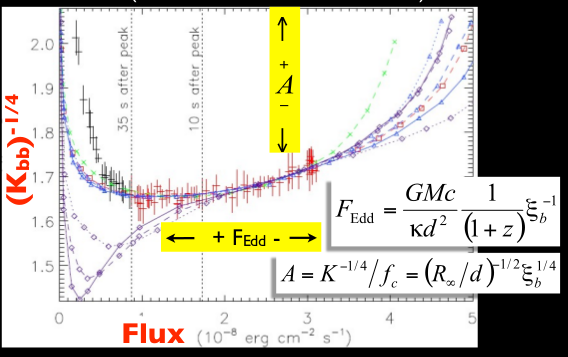 2.0
1.9
1.8
1.7
1.6
1.5
(Kbb)^-1/4
35 s after peak
10 s after peak
+
A
−
← + FEdd - →
F_Edd = GMc/κd² 1/(1 + z) ξ_b^-1
A = K^-1/4/f_c = (R_∞/d)^-1/2 ξ_b^1/4
0 1 2 3 4 5
Flux (10^-8 erg cm^-2 s^-1)